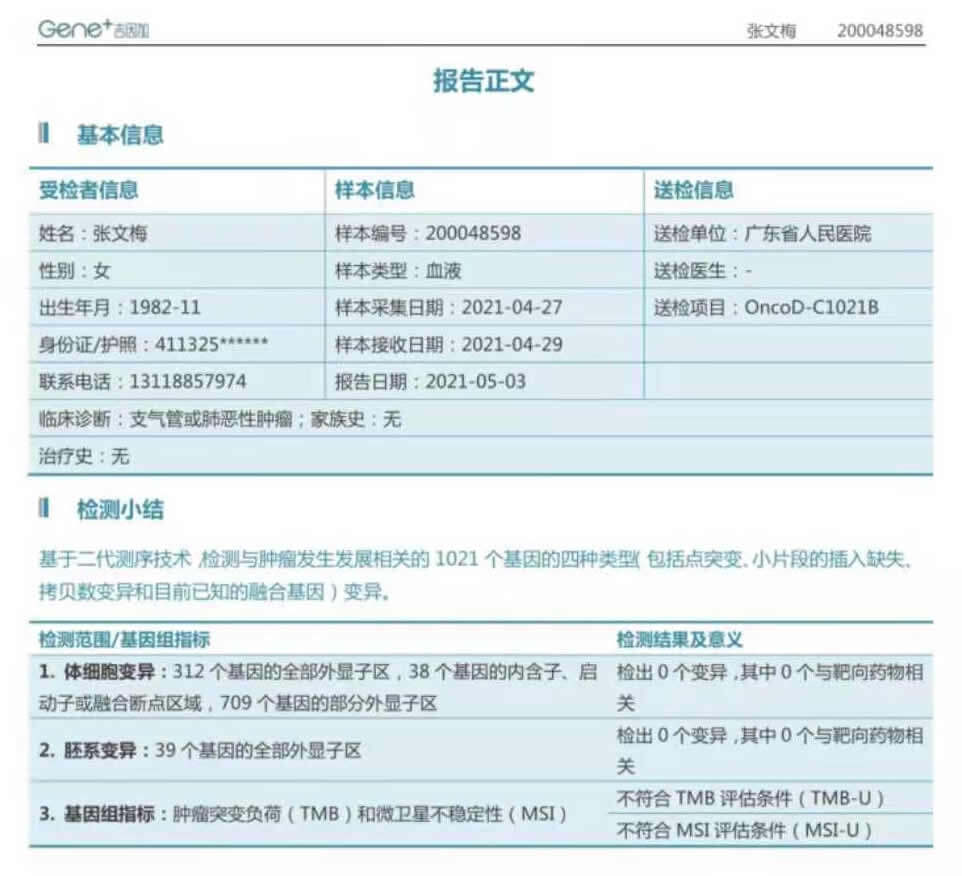 Gene+吉因加 张文梅 200048598
报告正文
基本信息
受检者信息 样本信息 送检信息
姓名：张文梅 样本编号：200048598 送检单位：广东省人民医院
性别：女 样本类型：血液 送检医生：-
出生年月：1982-11 样本采集日期：2021-04-27 送检项目：OncoD-C1021B
身份证/护照：411325****** 样本接收日期：2021-04-29
联系电话：13118857974 报告日期：2021-05-03
临床诊断：支气管或肺恶性肿瘤；家族史：无
治疗史：无
检测小结
基于二代测序技术，检测与肿瘤发生发展相关的 1021 个基因的四种类型（包括点突变、小片段的插入缺失、
拷贝数变异和目前已知的融合基因）变异。
检测范围/基因组指标 检测结果及意义
1. 体细胞变异：312 个基因的全部外显子区，38 个基因的内含子、启 检出 0 个变异，其中 0 个与靶向药物相
动子或融合断点区域，709 个基因的部分外显子区 关
2. 胚系变异：39 个基因的全部外显子区 检出 0 个变异，其中 0 个与靶向药物相
关
3. 基因组指标：肿瘤突变负荷（TMB）和微卫星不稳定性（MSI） 不符合 TMB 评估条件（TMB-U）
不符合 MSI 评估条件（MSI-U）